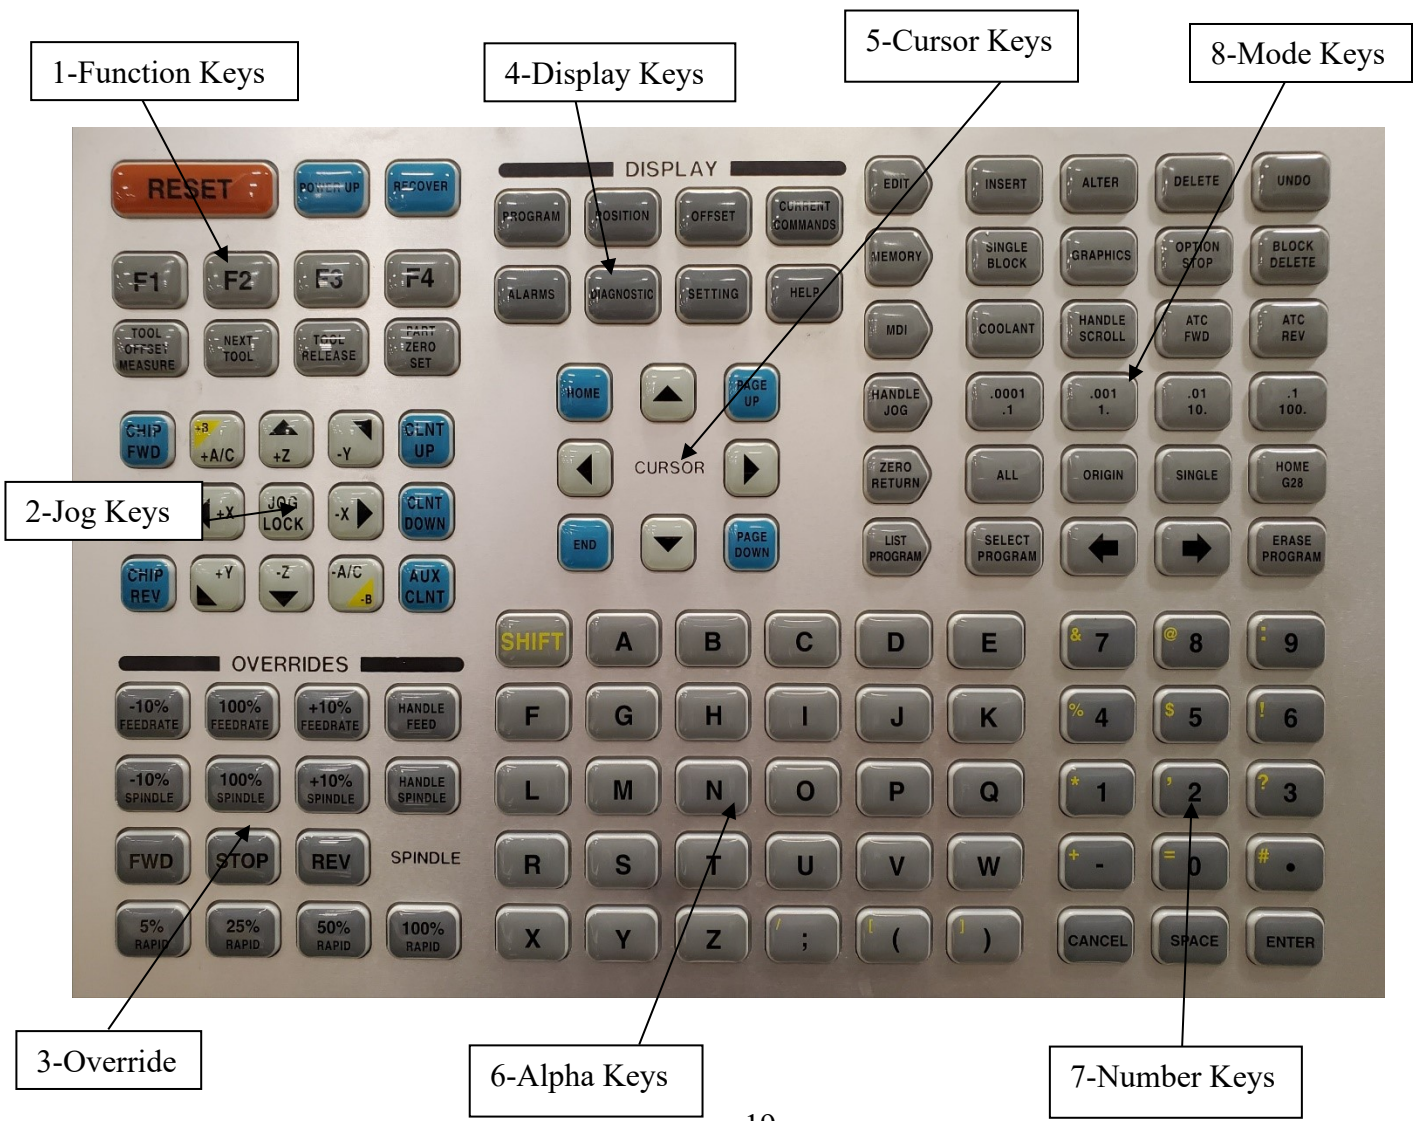 1-Function Keys
4-Display Keys
5-Cursor Keys
8-Mode Keys
RESET
POWER UP
RECOVER
F1
F2
F3
F4
TOOL
OFFSET
MEASURE
NEXT
TOOL
TOOL
RELEASE
PART
ZERO
SET
CHIP
FWD
+B
+A/C
+Z
-Y
CLNT
UP
2-Jog Keys
+X
JOG
LOCK
-X
CLNT
DOWN
CHIP
REV
+Y
-Z
-A/C
-B
AUX
CLNT
OVERRIDES
-10%
FEEDRATE
100%
FEEDRATE
+10%
FEEDRATE
HANDLE
FEED
-10%
SPINDLE
100%
SPINDLE
+10%
SPINDLE
HANDLE
SPINDLE
FWD
STOP
REV
SPINDLE
5%
RAPID
25%
RAPID
50%
RAPID
100%
RAPID
DISPLAY
PROGRAM
POSITION
OFFSET
CURRENT
COMMANDS
ALARMS
DIAGNOSTIC
SETTING
HELP
HOME
PAGE
UP
CURSOR
END
PAGE
DOWN
EDIT
INSERT
ALTER
DELETE
UNDO
MEMORY
SINGLE
BLOCK
GRAPHICS
OPTION
STOP
BLOCK
DELETE
MDI
COOLANT
HANDLE
SCROLL
ATC
FWD
ATC
REV
HANDLE
JOG
.0001
.1
.001
1.
.01
10.
.1
100.
ZERO
RETURN
ALL
ORIGIN
SINGLE
HOME
G28
LIST
PROGRAM
SELECT
PROGRAM
ERASE
PROGRAM
SHIFT
A
B
C
D
E
F
G
H
I
J
K
L
M
N
O
P
Q
R
S
T
U
V
W
X
Y
Z
/ ;
[ (
] )
& 7
@ 8
: 9
% 4
$ 5
! 6
* 1
, 2
? 3
+ -
= 0
# •
CANCEL
SPACE
ENTER
3-Override
6-Alpha Keys
7-Number Keys